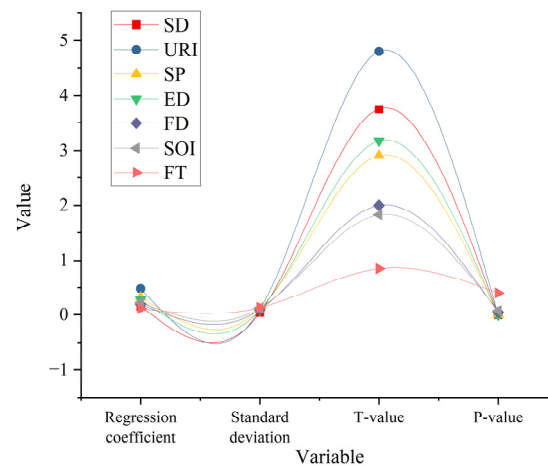 SD
URI
SP
ED
FD
SOI
FT
Value
5
4
3
2
1
0
−1
Regression
coefficient
Standard
deviation
T-value
P-value
Variable